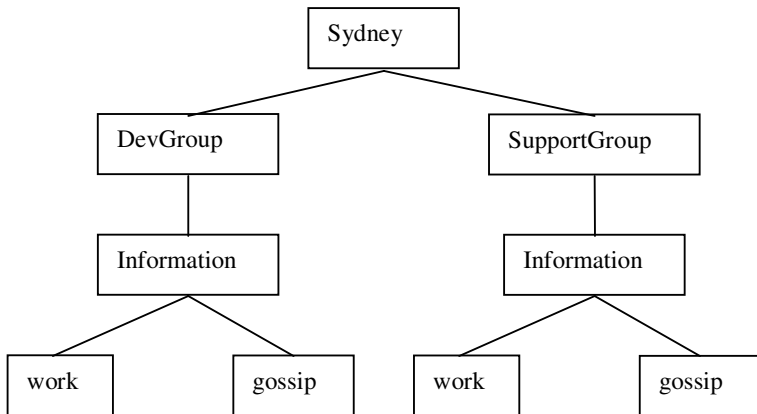 Sydney
DevGroup
SupportGroup
Information
Information
work
gossip
work
gossip